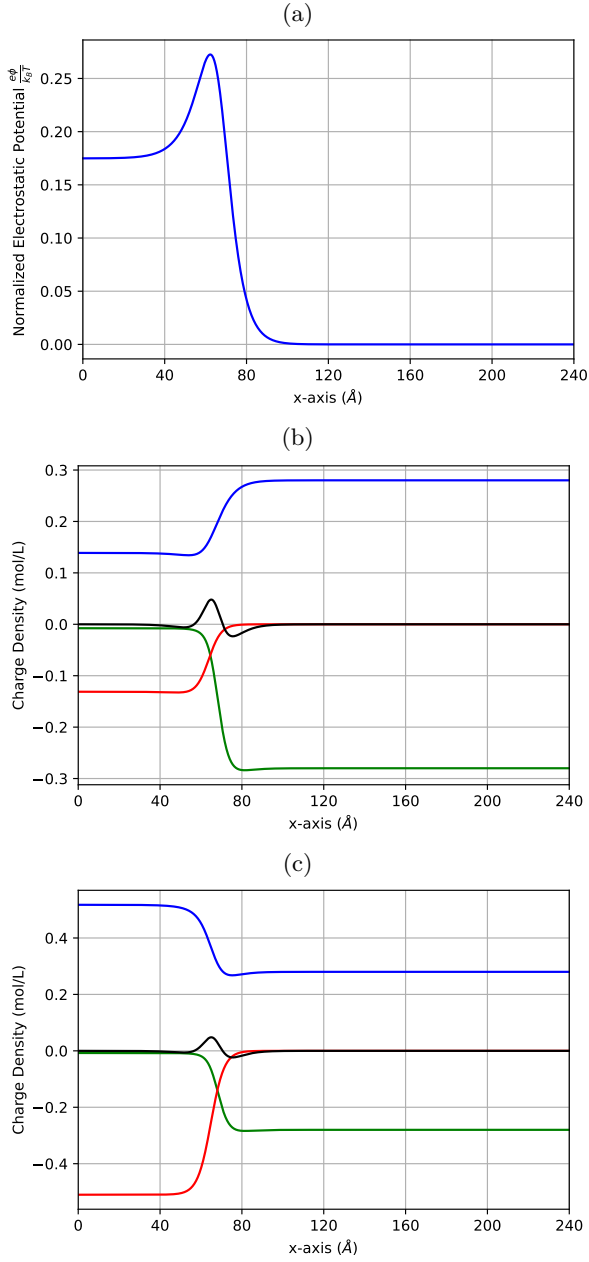 (a)
Normalized Electrostatic Potential eϕ/k_BT
0.25
0.20
0.15
0.10
0.05
0.00
0 40 80 120 160 200 240
x-axis (Å)
(b)
Charge Density (mol/L)
0.3
0.2
0.1
0.0
−0.1
−0.2
−0.3
0 40 80 120 160 200 240
x-axis (Å)
(c)
Charge Density (mol/L)
0.4
0.2
0.0
−0.2
−0.4
0 40 80 120 160 200 240
x-axis (Å)